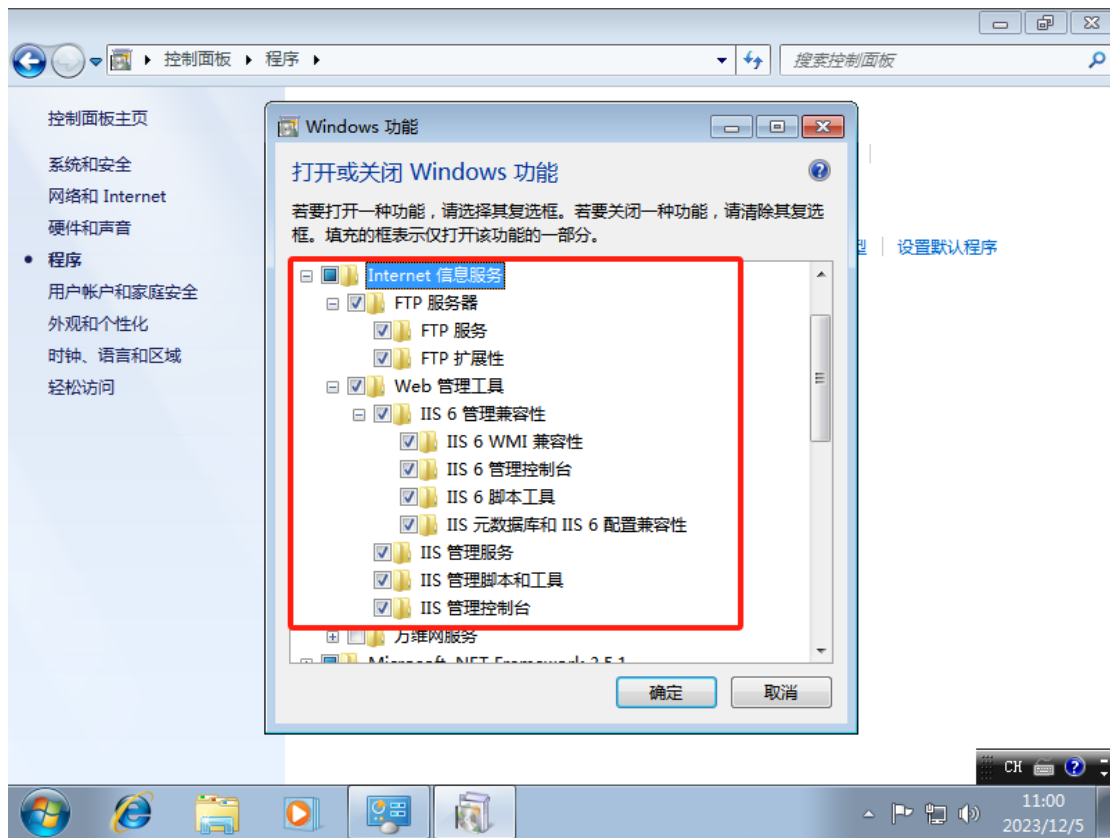 控制面板
程序
搜索控制面板
控制面板主页
系统和安全
网络和 Internet
硬件和声音
程序
用户帐户和家庭安全
外观和个性化
时钟、语言和区域
轻松访问
设置默认程序
Windows 功能
打开或关闭 Windows 功能
若要打开一种功能，请选择其复选框。若要关闭一种功能，请清除其复选
框。填充的框表示仅打开该功能的一部分。
Internet 信息服务
FTP 服务器
FTP 服务
FTP 扩展性
Web 管理工具
IIS 6 管理兼容性
IIS 6 WMI 兼容性
IIS 6 管理控制台
IIS 6 脚本工具
IIS 元数据库和 IIS 6 配置兼容性
IIS 管理服务
IIS 管理脚本和工具
IIS 管理控制台
万维网服务
Microsoft .NET Framework 3.5.1
确定
取消
CH
11:00
2023/12/5